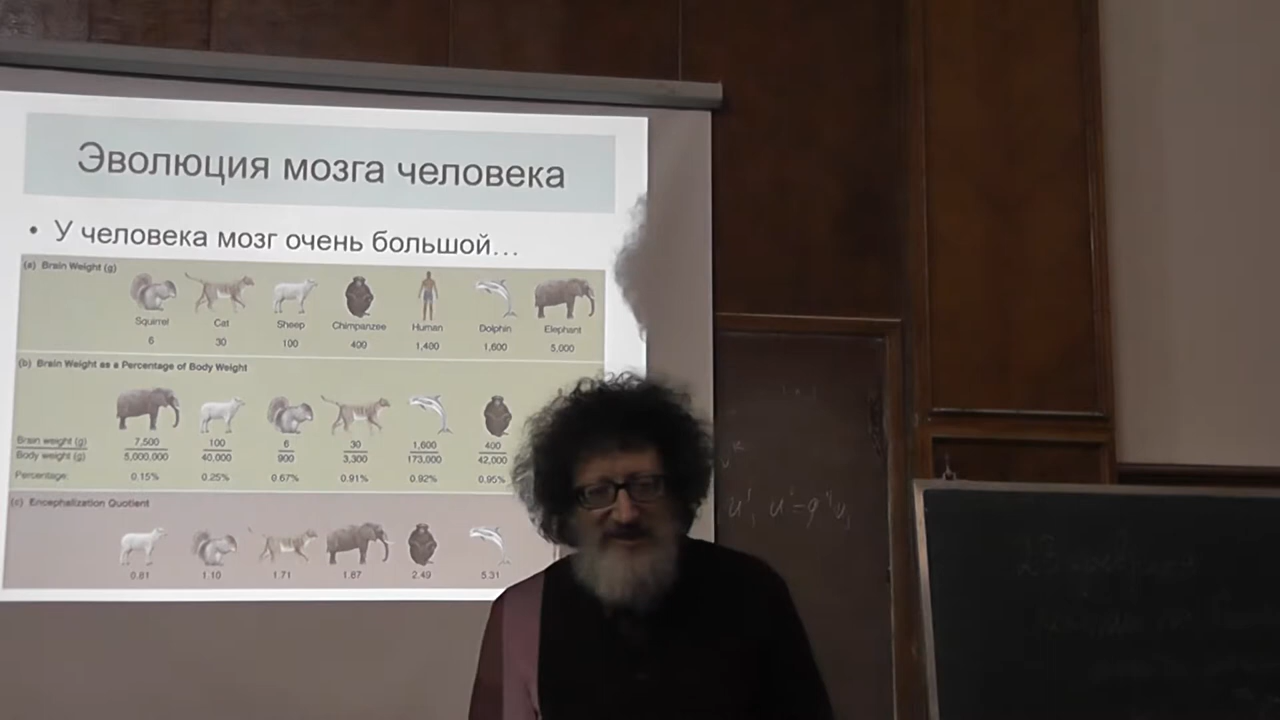 Эволюция мозга человека
• У человека мозг очень большой…
(a) Brain Weight (g)
Squirrel Cat Sheep Chimpanzee Human Dolphin Elephant
6 30 100 400 1,400 1,600 5,000
(b) Brain Weight as a Percentage of Body Weight
Brain weight (g) 7,500 100 6 30 1,600 400
Body weight (g) 5,000,000 40,000 900 3,300 173,000 42,000
Percentage: 0.15% 0.25% 0.67% 0.91% 0.92% 0.95%
(c) Encephalization Quotient
0.81 1.10 1.71 1.87 2.49 5.31